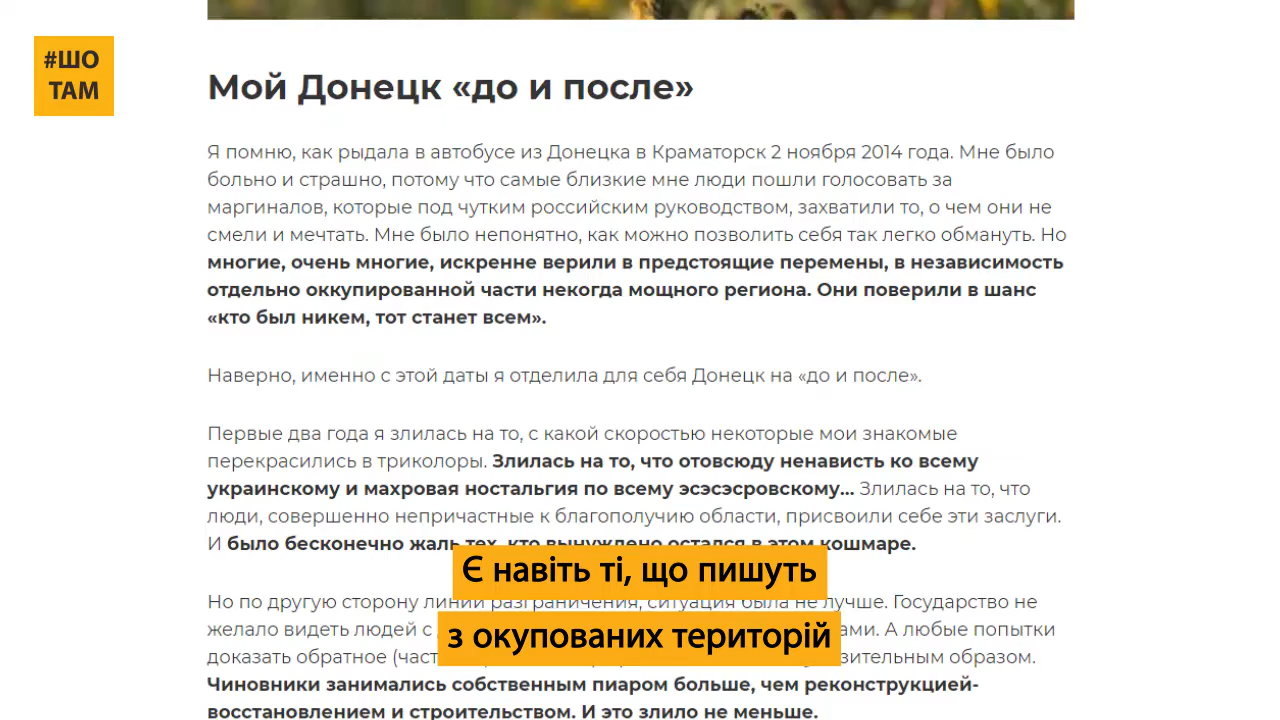 #ШО
ТАМ
Мой Донецк «до и после»
Я помню, как рыдала в автобусе из Донецка в Краматорск 2 ноября 2014 года. Мне было
больно и страшно, потому что самые близкие мне люди пошли голосовать за
маргиналов, которые под чутким российским руководством, захватили то, о чем они не
смели и мечтать. Мне было непонятно, как можно позволить себя так легко обмануть. Но
многие, очень многие, искренне верили в предстоящие перемены, в независимость
отдельно оккупированной части некогда мощного региона. Они поверили в шанс
«кто был никем, тот станет всем».
Наверно, именно с этой даты я отделила для себя Донецк на «до и после».
Первые два года я злилась на то, с какой скоростью некоторые мои знакомые
перекрасились в триколоры. Злилась на то, что отовсюду ненависть ко всему
украинскому и махровая ностальгия по всему эсэсэсровскому... Злилась на то, что
люди, совершенно непричастные к благополучию области, присвоили себе эти заслуги.
И было бесконечно жаль тех, кто вынуждено остался в этом кошмаре.
Є навіть ті, що пишуть
з окупованих територій
Но по другую сторону линии разграничения, ситуация была не лучше. Государство не
желало видеть людей с ами. А любые попытки
доказать обратное зительным образом.
Чиновники занимались собственным пиаром больше, чем реконструкцией-
восстановлением и строительством. И это злило не меньше.